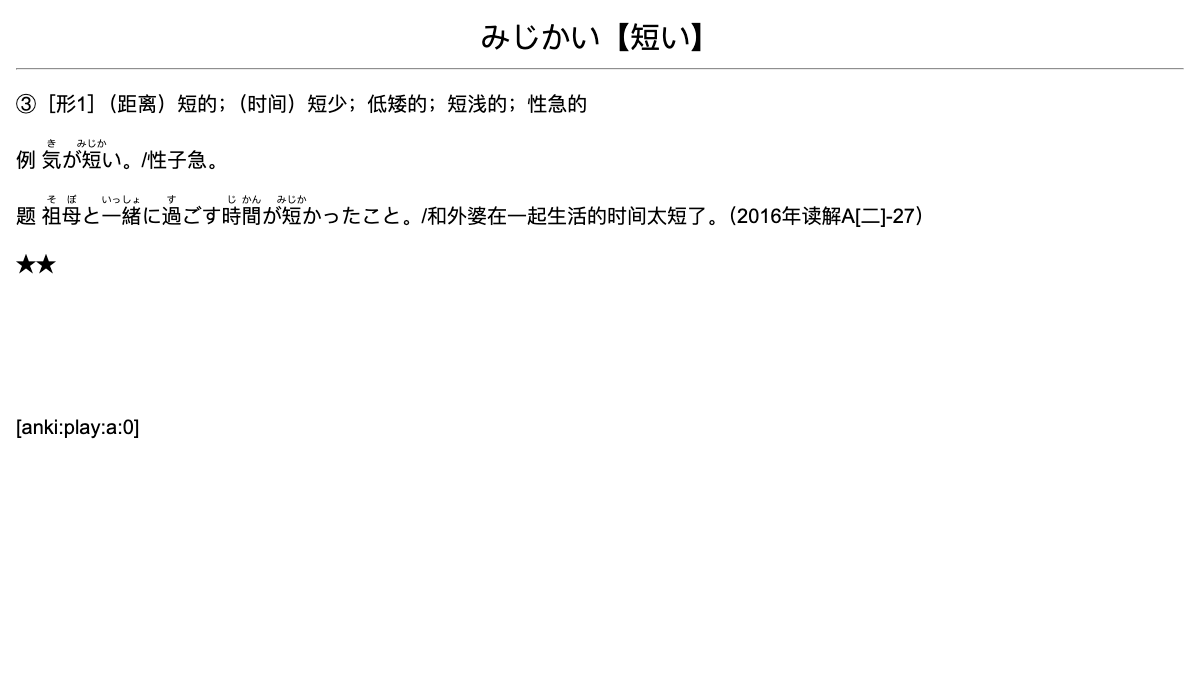 みじかい【短い】
③［形1］（距离）短的；（时间）短少；低矮的；短浅的；性急的
き みじか
例 気が短い。/性子急。
そ ぼ いっしょ す じ かん みじか
题 祖母と一緒に過ごす時間が短かったこと。/和外婆在一起生活的时间太短了。（2016年读解A[二]-27）
★★
[anki:play:a:0]